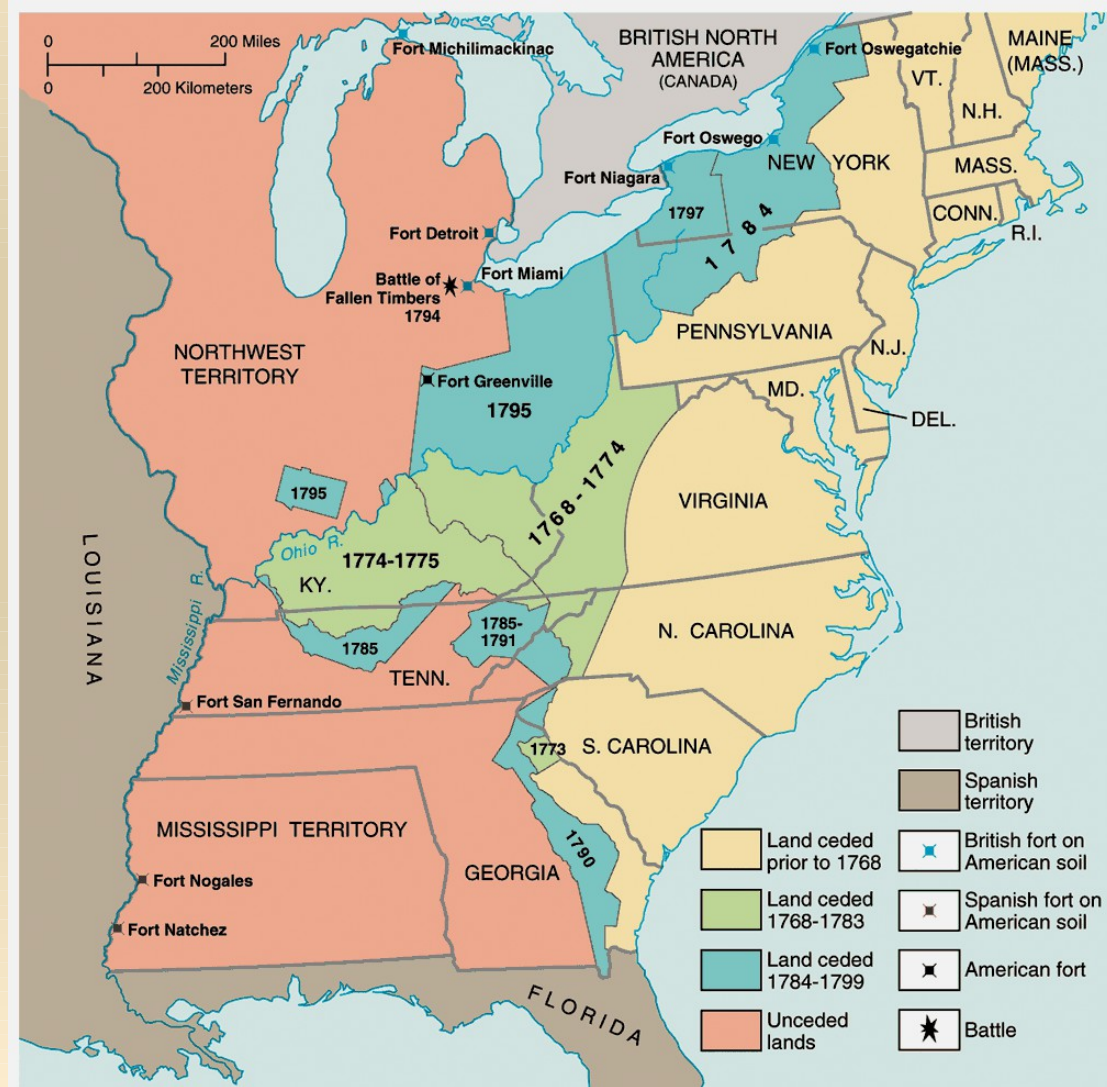 0 200 Miles
0 200 Kilometers
Fort Michilimackinac
BRITISH NORTH
AMERICA
(CANADA)
Fort Oswegatchie
MAINE
(MASS.)
VT.
N.H.
Fort Oswego
NEW YORK
MASS.
Fort Niagara
CONN.
R.I.
1797
1784
Fort Detroit
Fort Miami
Battle of
Fallen Timbers
1794
PENNSYLVANIA
N.J.
NORTHWEST
TERRITORY
Fort Greenville
1795
MD.
DEL.
1768-1774
1795
VIRGINIA
Ohio R.
1774-1775
KY.
LOUISIANA
Mississippi R.
1785
1785-
1791
N. CAROLINA
TENN.
Fort San Fernando
1773
S. CAROLINA
MISSISSIPPI TERRITORY
1790
GEORGIA
Fort Nogales
Fort Natchez
FLORIDA
British
territory
Spanish
territory
Land ceded
prior to 1768
British fort on
American soil
Land ceded
1768-1783
Spanish fort on
American soil
Land ceded
1784-1799
American fort
Unceded
lands
Battle